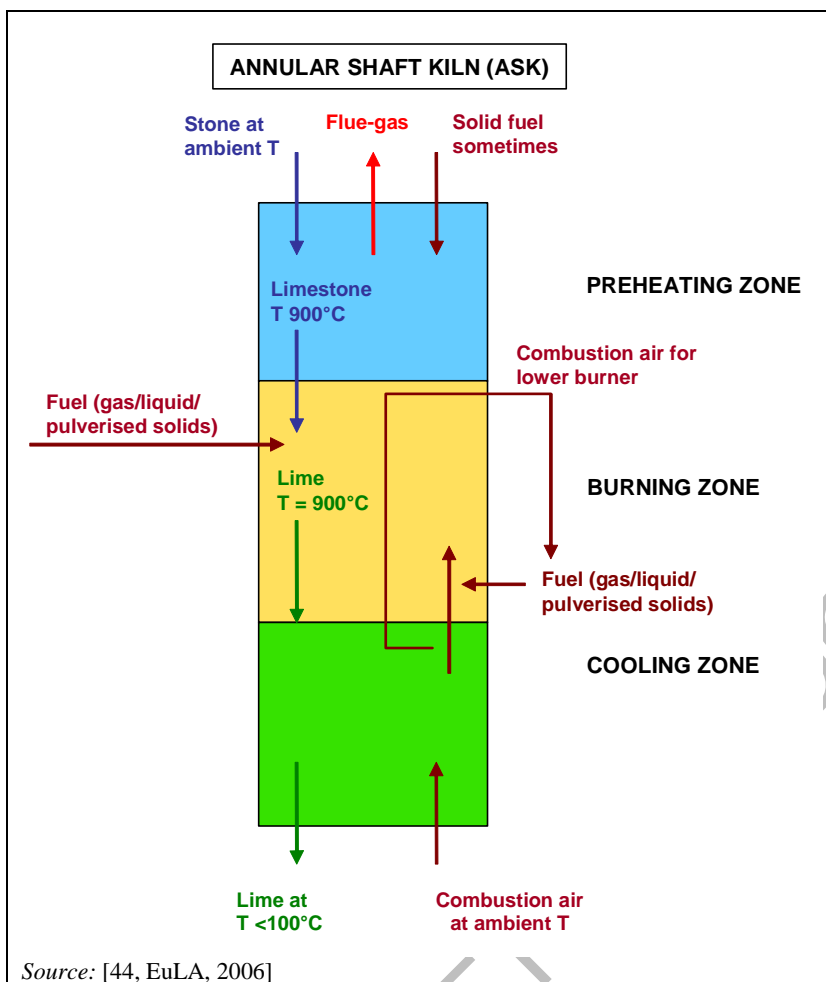 ANNULAR SHAFT KILN (ASK)
Stone at
ambient T
Flue-gas
Solid fuel
sometimes
Limestone
T 900°C
PREHEATING ZONE
Combustion air for
lower burner
Fuel (gas/liquid/
pulverised solids)
Lime
T = 900°C
BURNING ZONE
Fuel (gas/liquid/
pulverised solids)
COOLING ZONE
Lime at
T <100°C
Combustion air
at ambient T
Source: [44, EuLA, 2006]